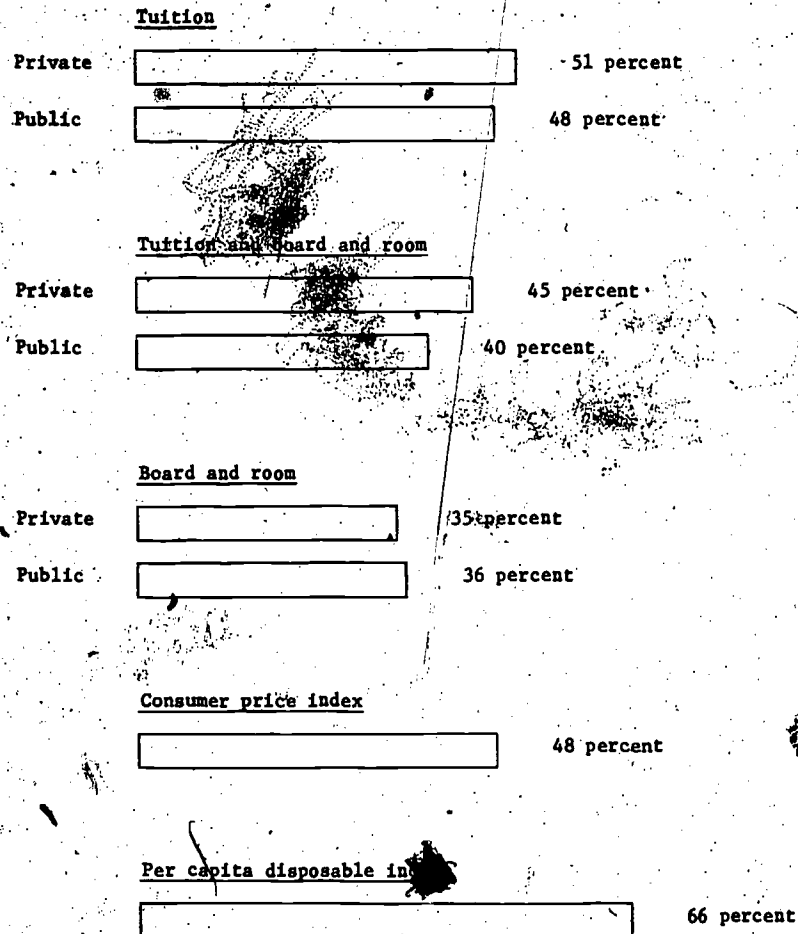 Tuition
Private 51 percent
Public 48 percent
Tuition and board and room
Private 45 percent
Public 40 percent
Board and room
Private 35 percent
Public 36 percent
Consumer price index
48 percent
Per capita disposable
66 percent